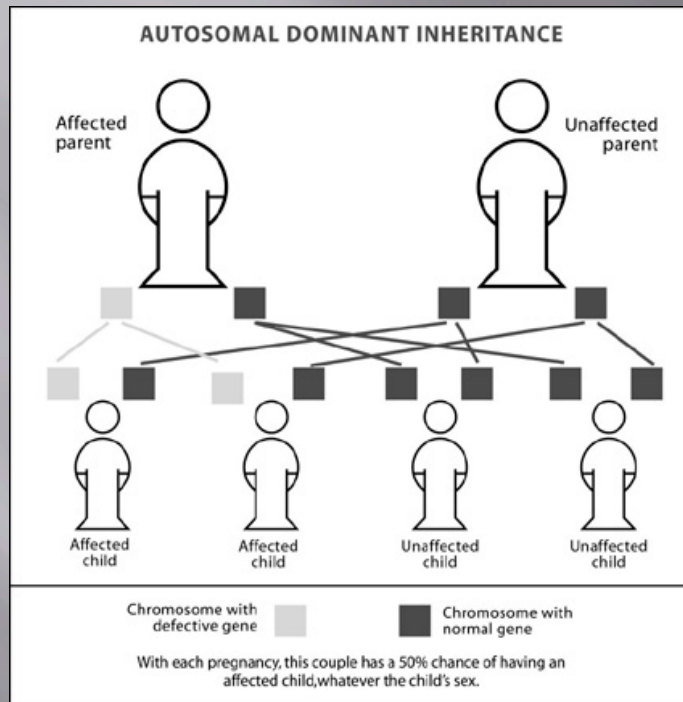 AUTOSOMAL DOMINANT INHERITANCE
Affected
parent
Unaffected
parent
Affected
child
Affected
child
Unaffected
child
Unaffected
child
Chromosome with
defective gene
Chromosome with
normal gene
With each pregnancy, this couple has a 50% chance of having an
affected child,whatever the child's sex.